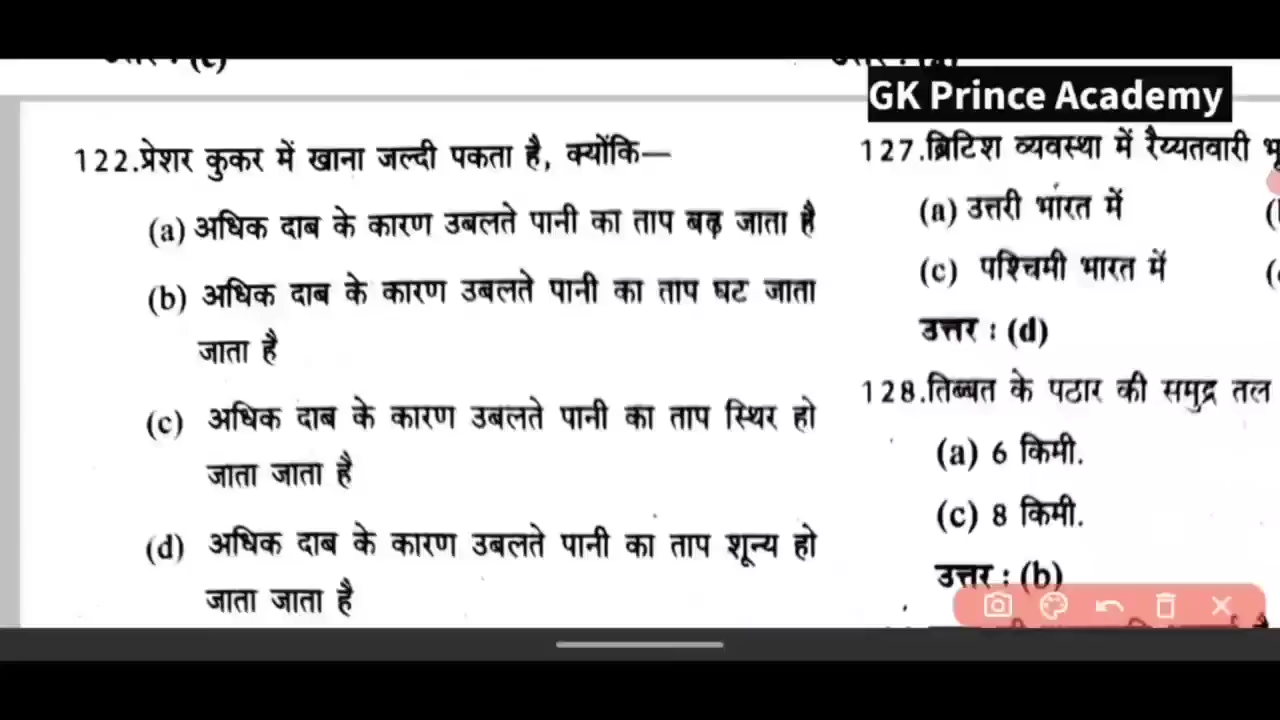 GK Prince Academy
122.प्रेशर कुकर में खाना जल्दी पकता है, क्योंकि—
(a) अधिक दाब के कारण उबलते पानी का ताप बढ़ जाता है
(b) अधिक दाब के कारण उबलते पानी का ताप घट जाता
जाता है
(c) अधिक दाब के कारण उबलते पानी का ताप स्थिर हो
जाता जाता है
(d) अधिक दाब के कारण उबलते पानी का ताप शून्य हो
जाता जाता है
127.ब्रिटिश व्यवस्था में रैय्यतवारी
(a) उत्तरी भारत में
(c) पश्चिमी भारत में
उत्तर : (d)
128.तिब्बत के पठार की समुद्र तल
(a) 6 किमी.
(c) 8 किमी.
उत्तर : (b)